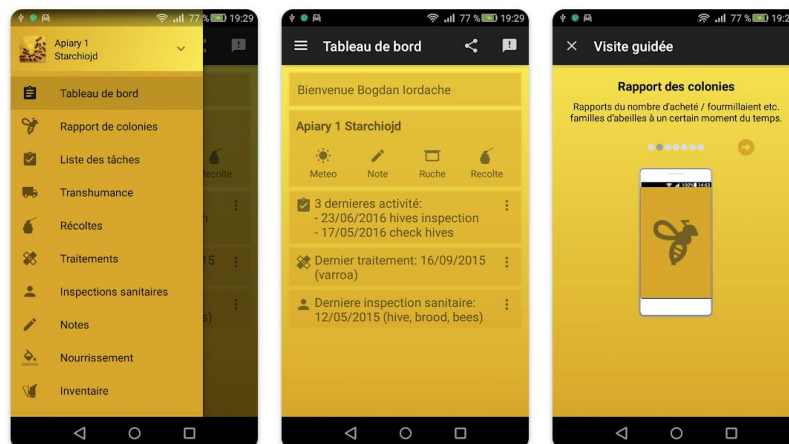 77 % 19:29
Apiary 1
Starchiojd
Tableau de bord
Rapport de colonies
Liste des tâches
Transhumance
Récoltes
Traitements
Inspections sanitaires
Notes
Nourrissement
Inventaire
77 % 19:29
Tableau de bord
Bienvenue Bogdan Iordache
Apiary 1 Starchiojd
Meteo Note Ruche Recolte
3 dernieres activité:
- 23/06/2016 hives inspection
- 17/05/2016 check hives
Dernier traitement: 16/09/2015
(varroa)
Derniere inspection sanitaire:
12/05/2015 (hive, brood, bees)
77 %
Visite guidée
Rapport des colonies
Rapports du nombre d'acheté / fourmillaient etc.
familles d'abeilles à un certain moment du temps.
100% 14:53